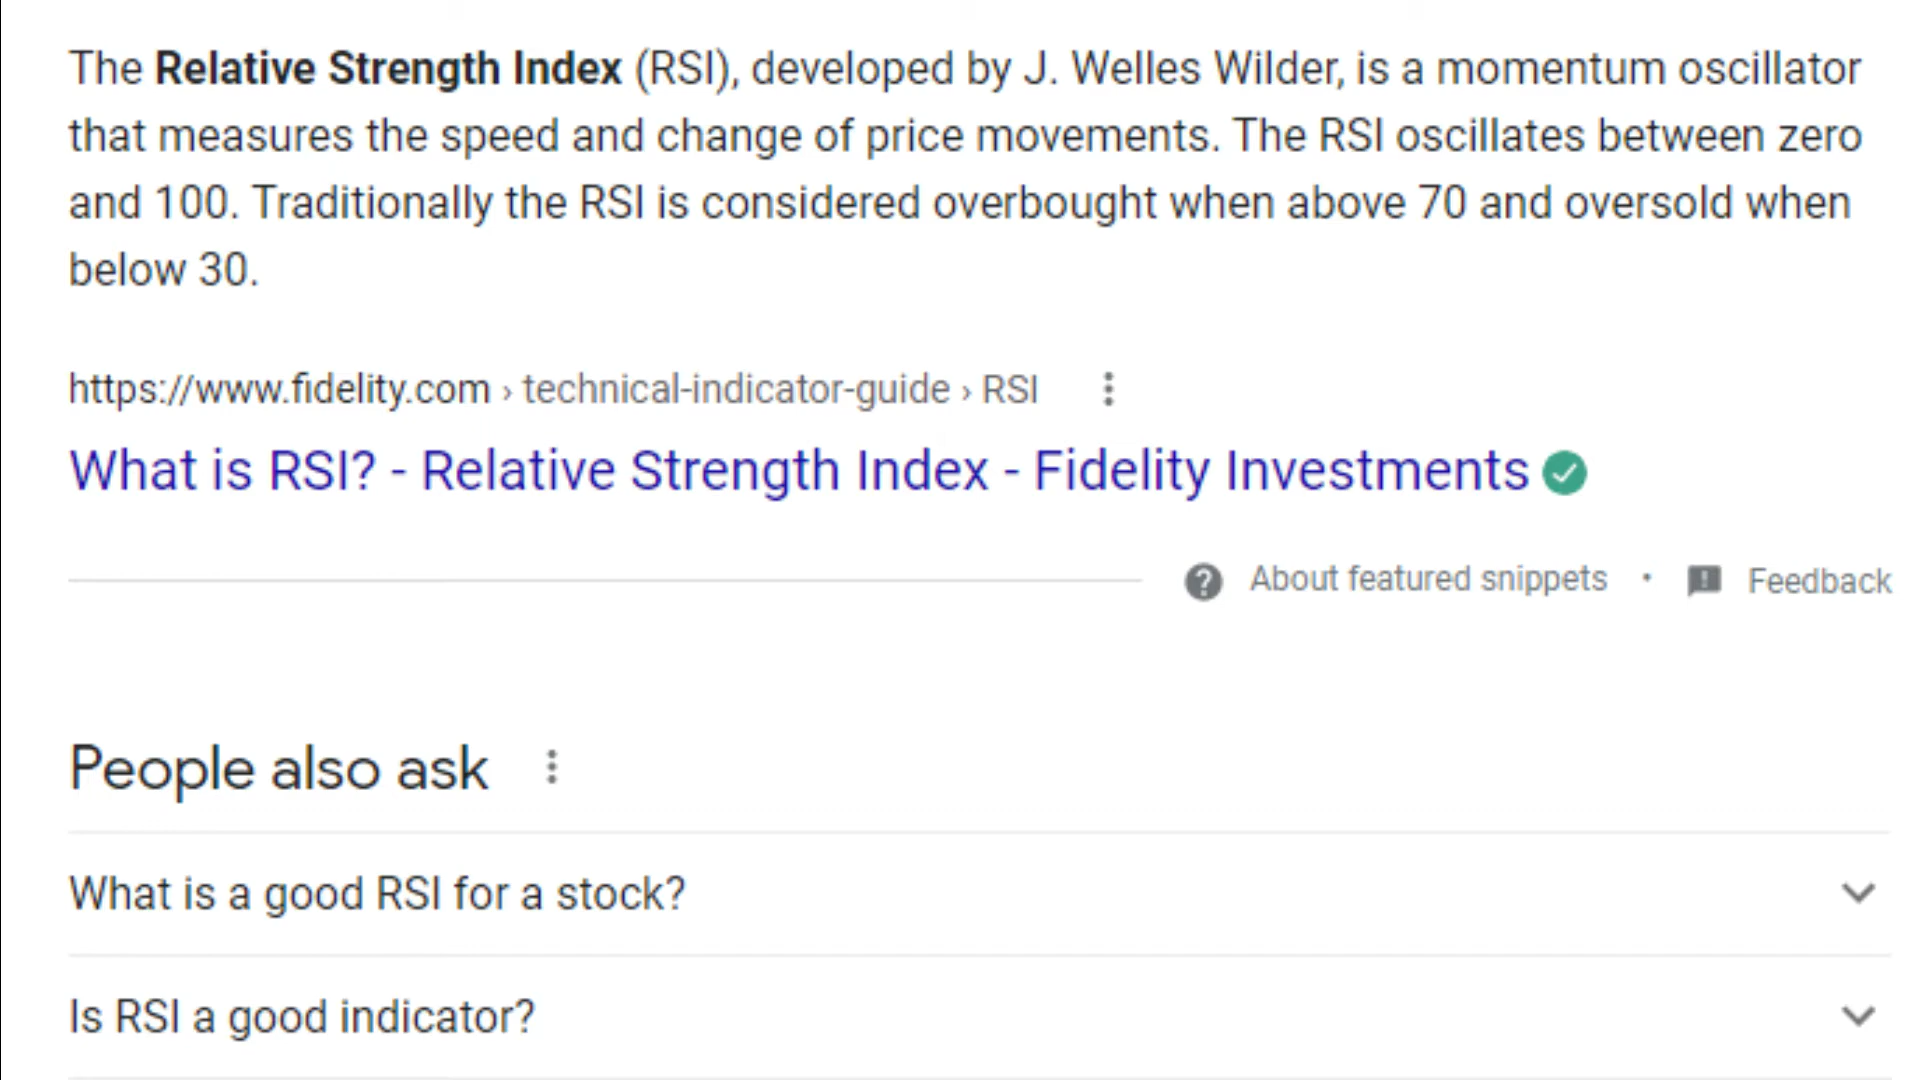 The Relative Strength Index (RSI), developed by J. Welles Wilder, is a momentum oscillator
that measures the speed and change of price movements. The RSI oscillates between zero
and 100. Traditionally the RSI is considered overbought when above 70 and oversold when
below 30.
https://www.fidelity.com › technical-indicator-guide › RSI
What is RSI? - Relative Strength Index - Fidelity Investments
About featured snippets • Feedback
People also ask
What is a good RSI for a stock?
Is RSI a good indicator?